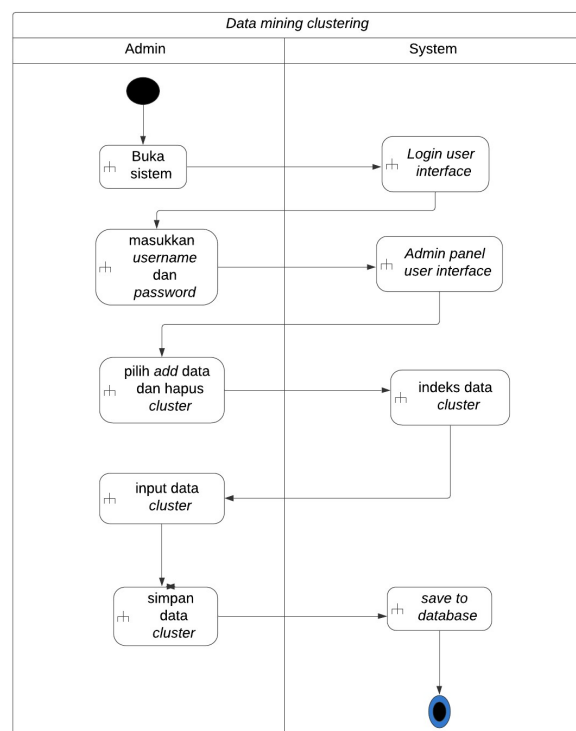 Data mining clustering
Admin
System
Buka
sistem
Login user
interface
masukkan
username
dan
password
Admin panel
user interface
pilih add data
dan hapus
cluster
indeks data
cluster
input data
cluster
simpan
data
cluster
save to
database